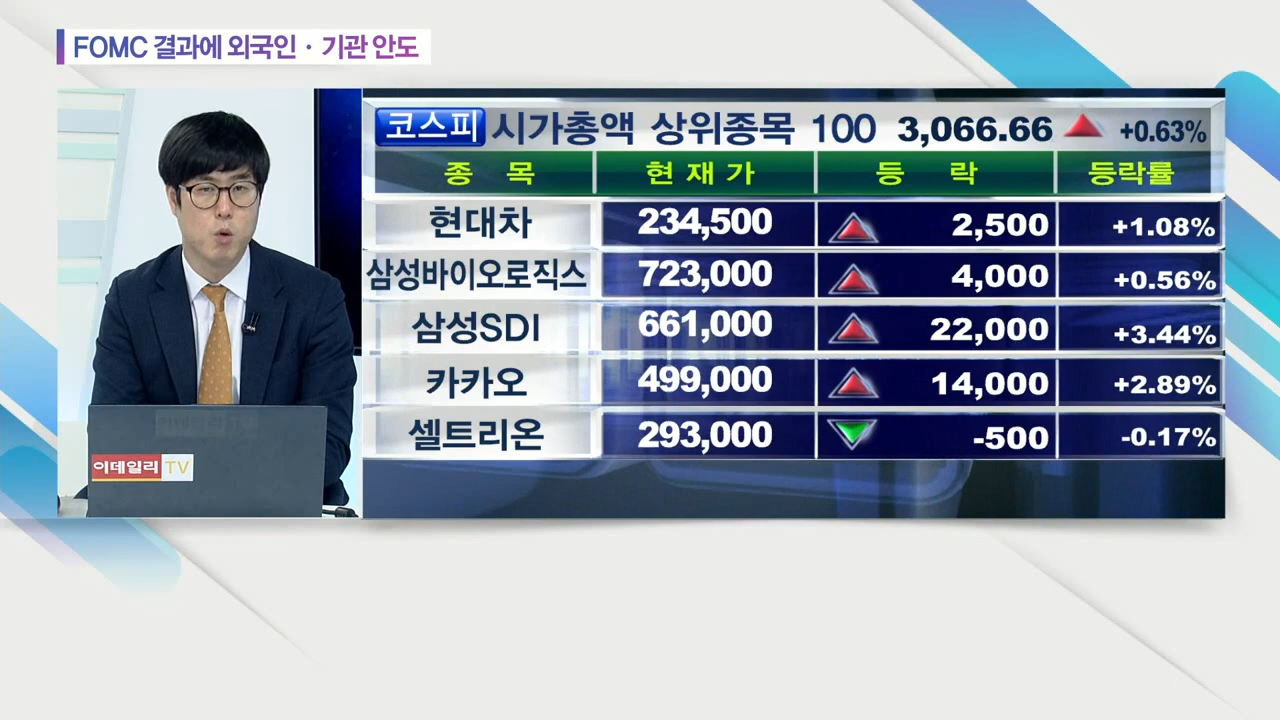 FOMC 결과에 외국인 · 기관 안도
코스피 시가총액 상위종목 100 3,066.66 ▲ +0.63%
종 목 현 재 가 등 락 등락률
현대차 234,500 ▲ 2,500 +1.08%
삼성바이오로직스 723,000 ▲ 4,000 +0.56%
삼성SDI 661,000 ▲ 22,000 +3.44%
카카오 499,000 ▲ 14,000 +2.89%
셀트리온 293,000 ▼ -500 -0.17%
이데일리 TV